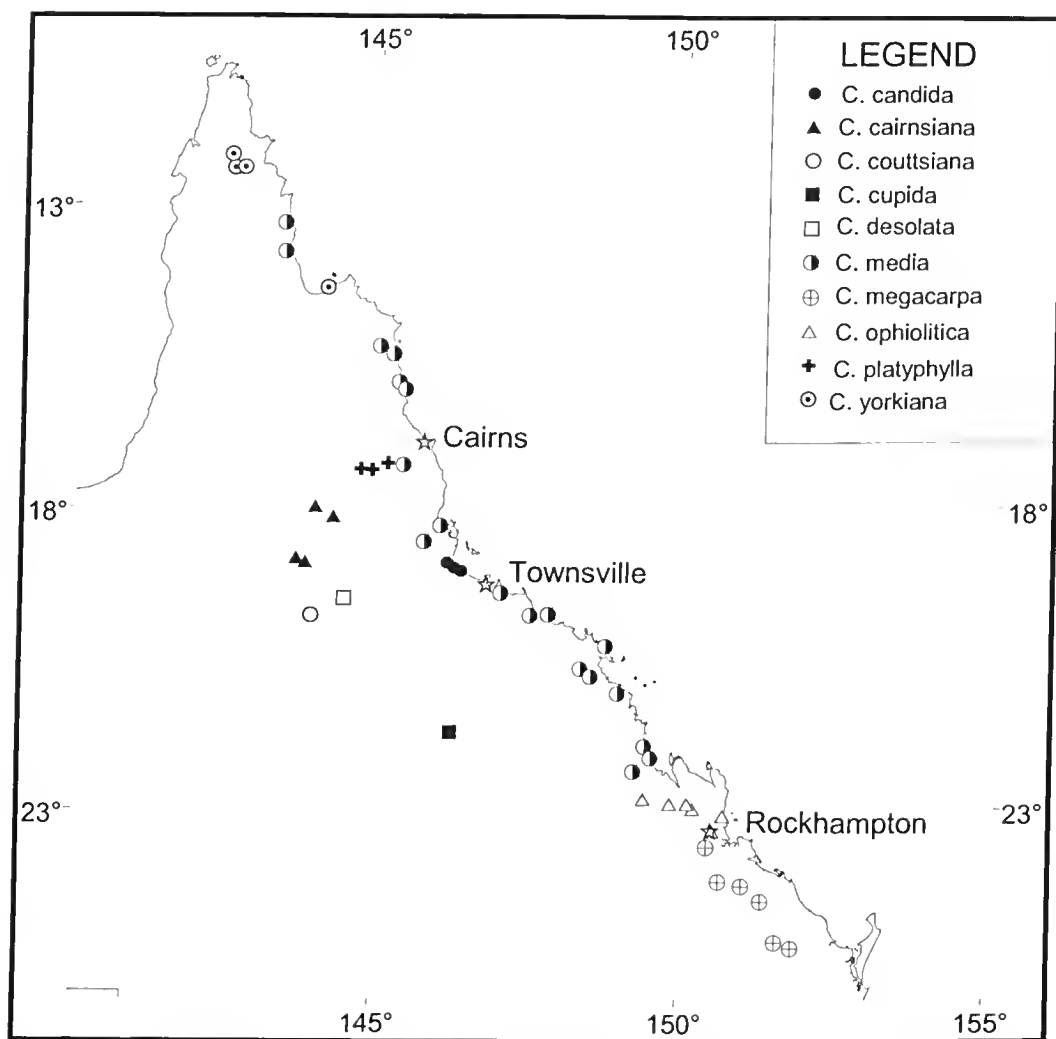 145°
150°
LEGEND
C. candida
C. cairnsiana
C. couttsiana
C. cupida
C. desolata
C. media
C. megacarpa
C. ophiolitica
C. platyphylla
C. yorkiana
13°
Cairns
18°
18°
Townsville
23°
23°
Rockhampton
145°
150°
155°